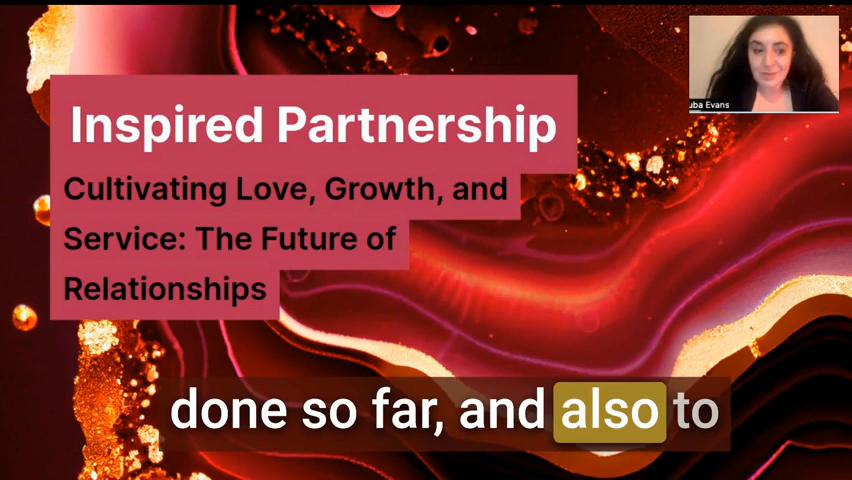 Inspired Partnership
Cultivating Love, Growth, and
Service: The Future of
Relationships
uba Evans
done so far, and also to